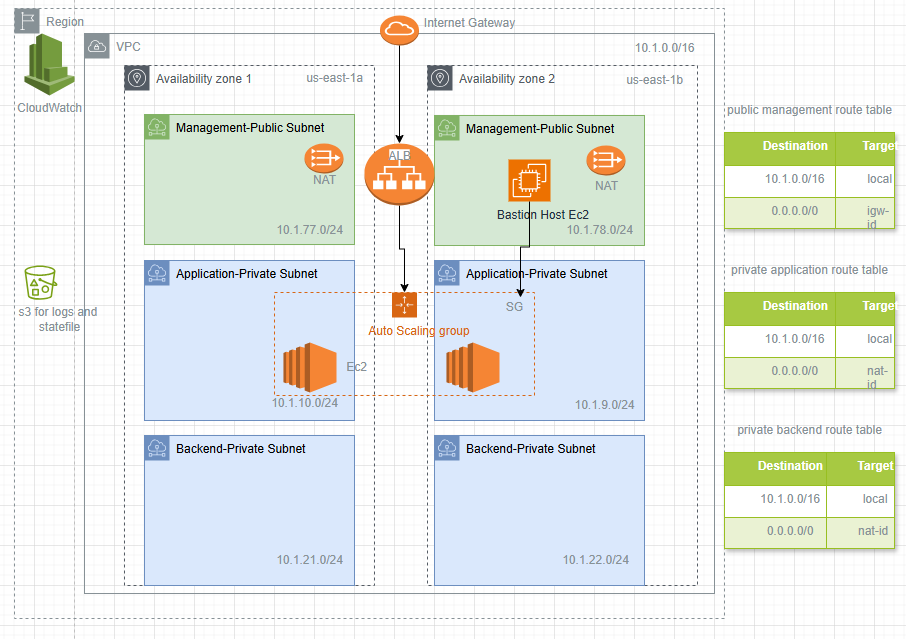 Region
Internet Gateway
VPC
10.1.0.0/16
Availability zone 1
us-east-1a
Availability zone 2
us-east-1b
CloudWatch
Management-Public Subnet
NAT
10.1.77.0/24
ALB
Management-Public Subnet
NAT
Bastion Host Ec2
10.1.78.0/24
Application-Private Subnet
Application-Private Subnet
SG
Auto Scaling group
Ec2
10.1.10.0/24
10.1.9.0/24
s3 for logs and
statefile
Backend-Private Subnet
10.1.21.0/24
Backend-Private Subnet
10.1.22.0/24
public management route table
Destination Target
10.1.0.0/16 local
0.0.0.0/0 igw-
id
private application route table
Destination Target
10.1.0.0/16 local
0.0.0.0/0 nat-
id
private backend route table
Destination Target
10.1.0.0/16 local
0.0.0.0/0 nat-id